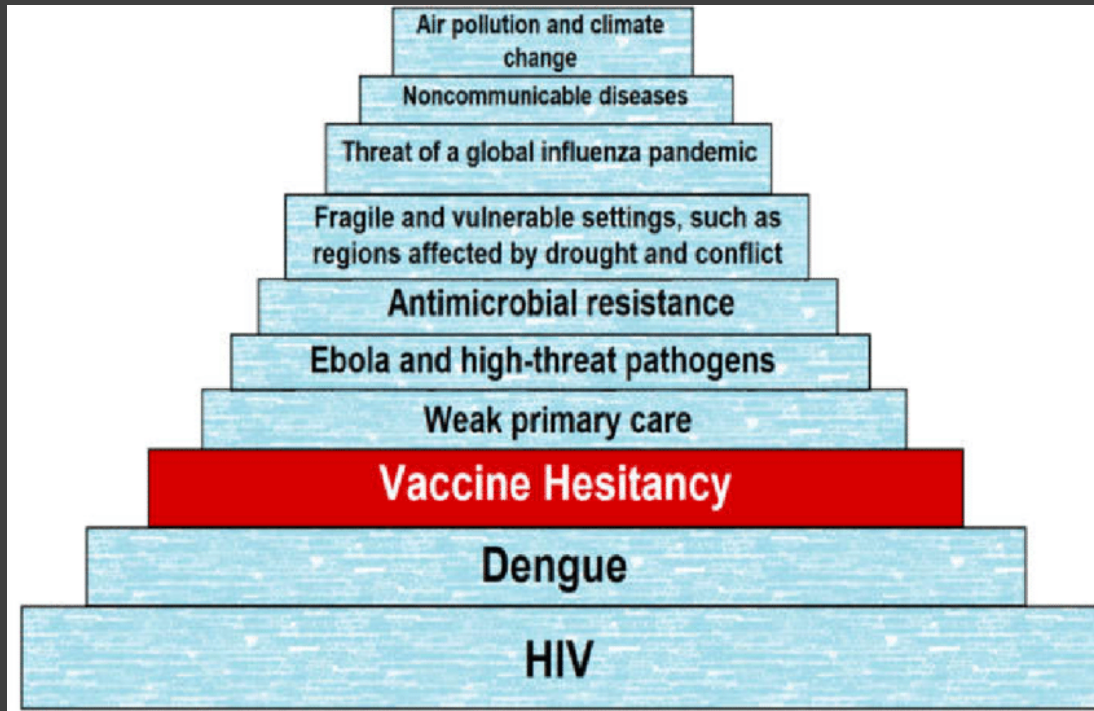 Air pollution and climate
change
Noncommunicable diseases
Threat of a global influenza pandemic
Fragile and vulnerable settings, such as
regions affected by drought and conflict
Antimicrobial resistance
Ebola and high-threat pathogens
Weak primary care
Vaccine Hesitancy
Dengue
HIV